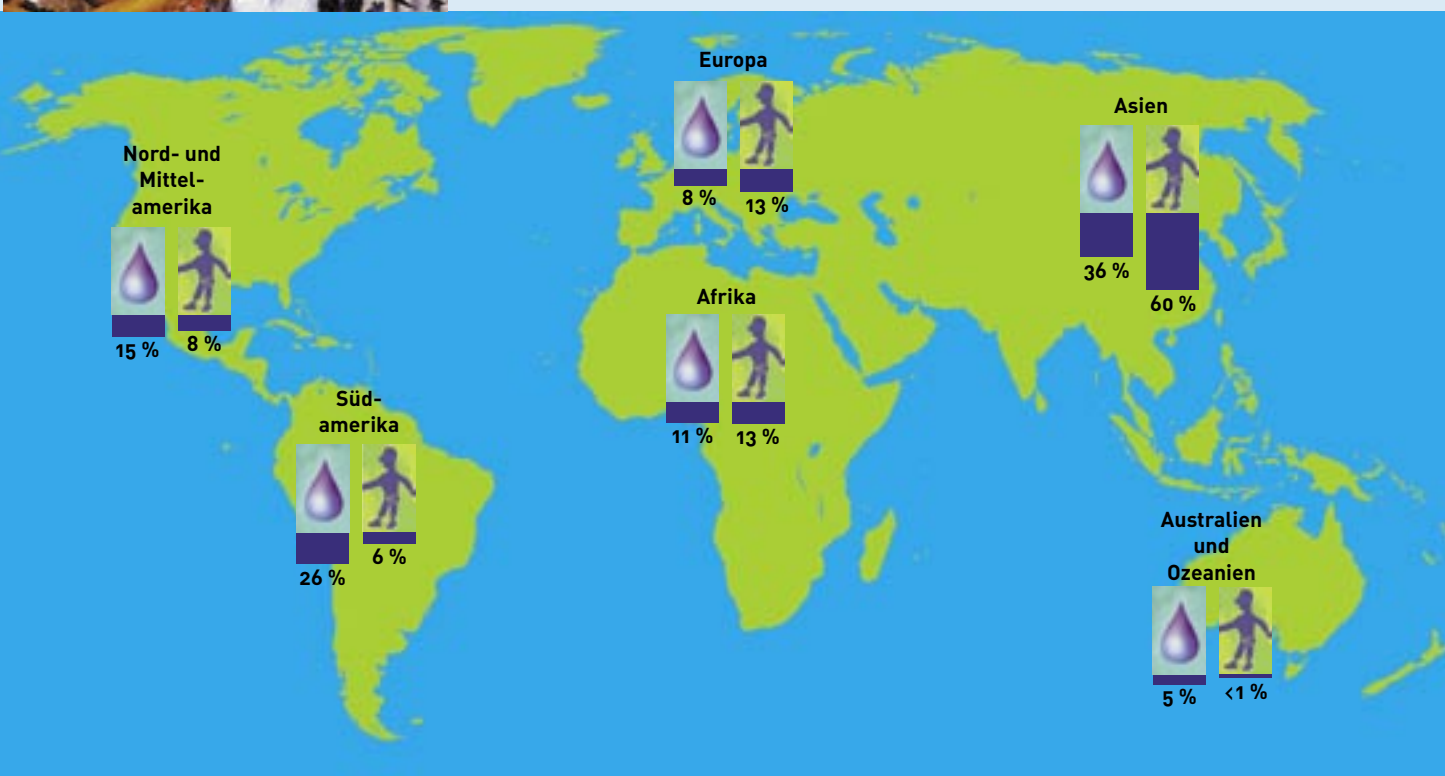 Europa
8 %
13 %
Asien
36 %
60 %
Nord- und
Mittel-
amerika
15 %
8 %
Afrika
11 %
13 %
Süd-
amerika
26 %
6 %
Australien
und
Ozeanien
5 %
<1 %